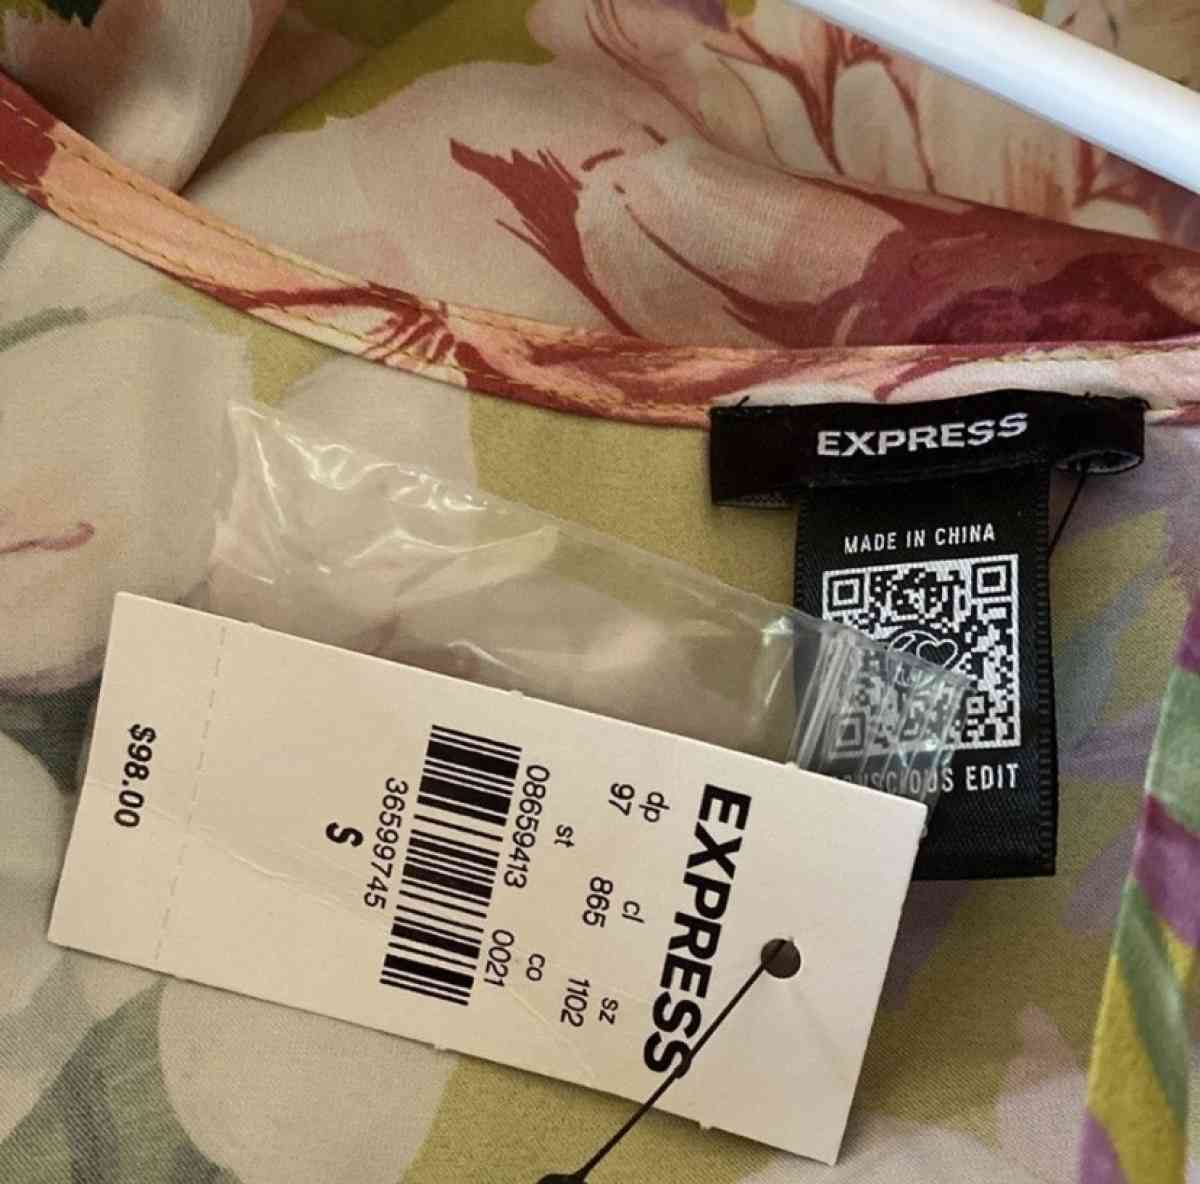 EXPRESS
MADE IN CHINA
CONSCIOUS EDIT
EXPRESS
dp cl sz
97 865 1102
st co
08659413 0021
36599745
S
$98.00